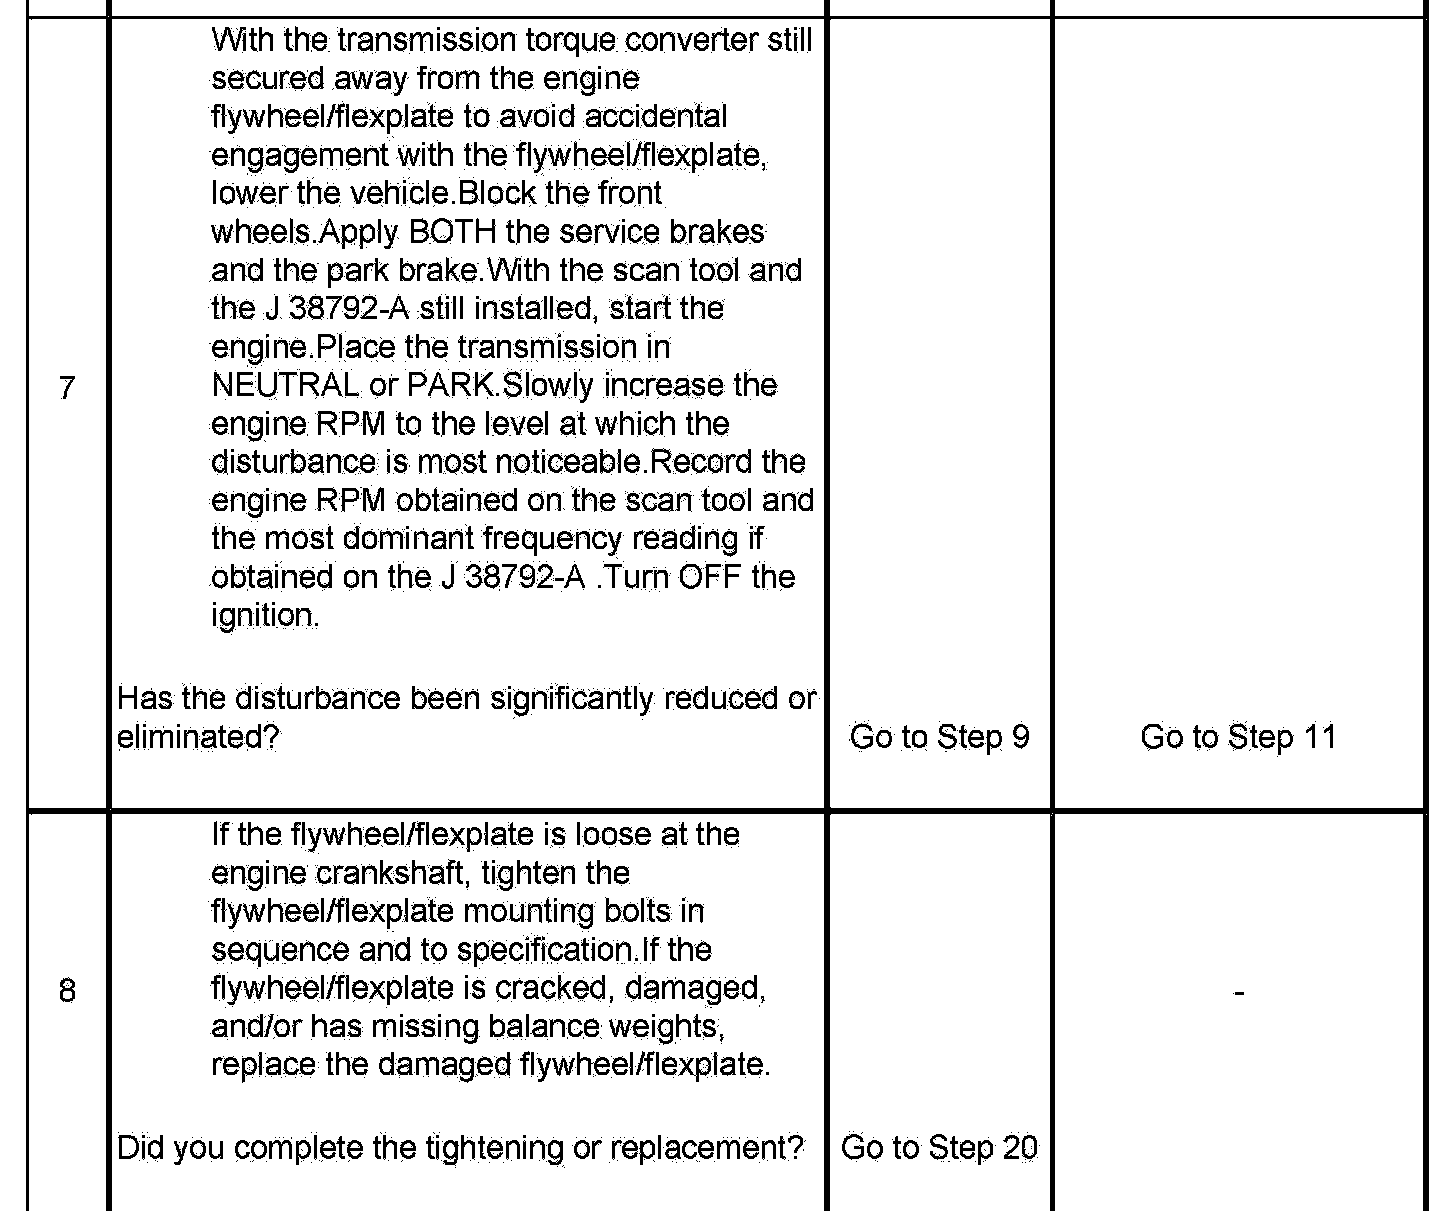 With the transmission torque converter still
secured away from the engine
flywheel/flexplate to avoid accidental
engagement with the flywheel/flexplate,
lower the vehicle.Block the front
wheels.Apply BOTH the service brakes
and the park brake.With the scan tool and
the J 38792-A still installed, start the
engine.Place the transmission in
7
NEUTRAL or PARK.Slowly increase the
engine RPM to the level at which the
disturbance is most noticeable.Record the
engine RPM obtained on the scan tool and
the most dominant frequency reading if
obtained on the J 38792-A .Turn OFF the
ignition.
Has the disturbance been significantly reduced or
eliminated?
Go to Step 9
Go to Step 11
If the flywheel/flexplate is loose at the
engine crankshaft, tighten the
flywheel/flexplate mounting bolts in
sequence and to specification.If the
8
flywheel/flexplate is cracked, damaged,
-
and/or has missing balance weights,
replace the damaged flywheel/flexplate.
Did you complete the tightening or replacement?
Go to Step 20